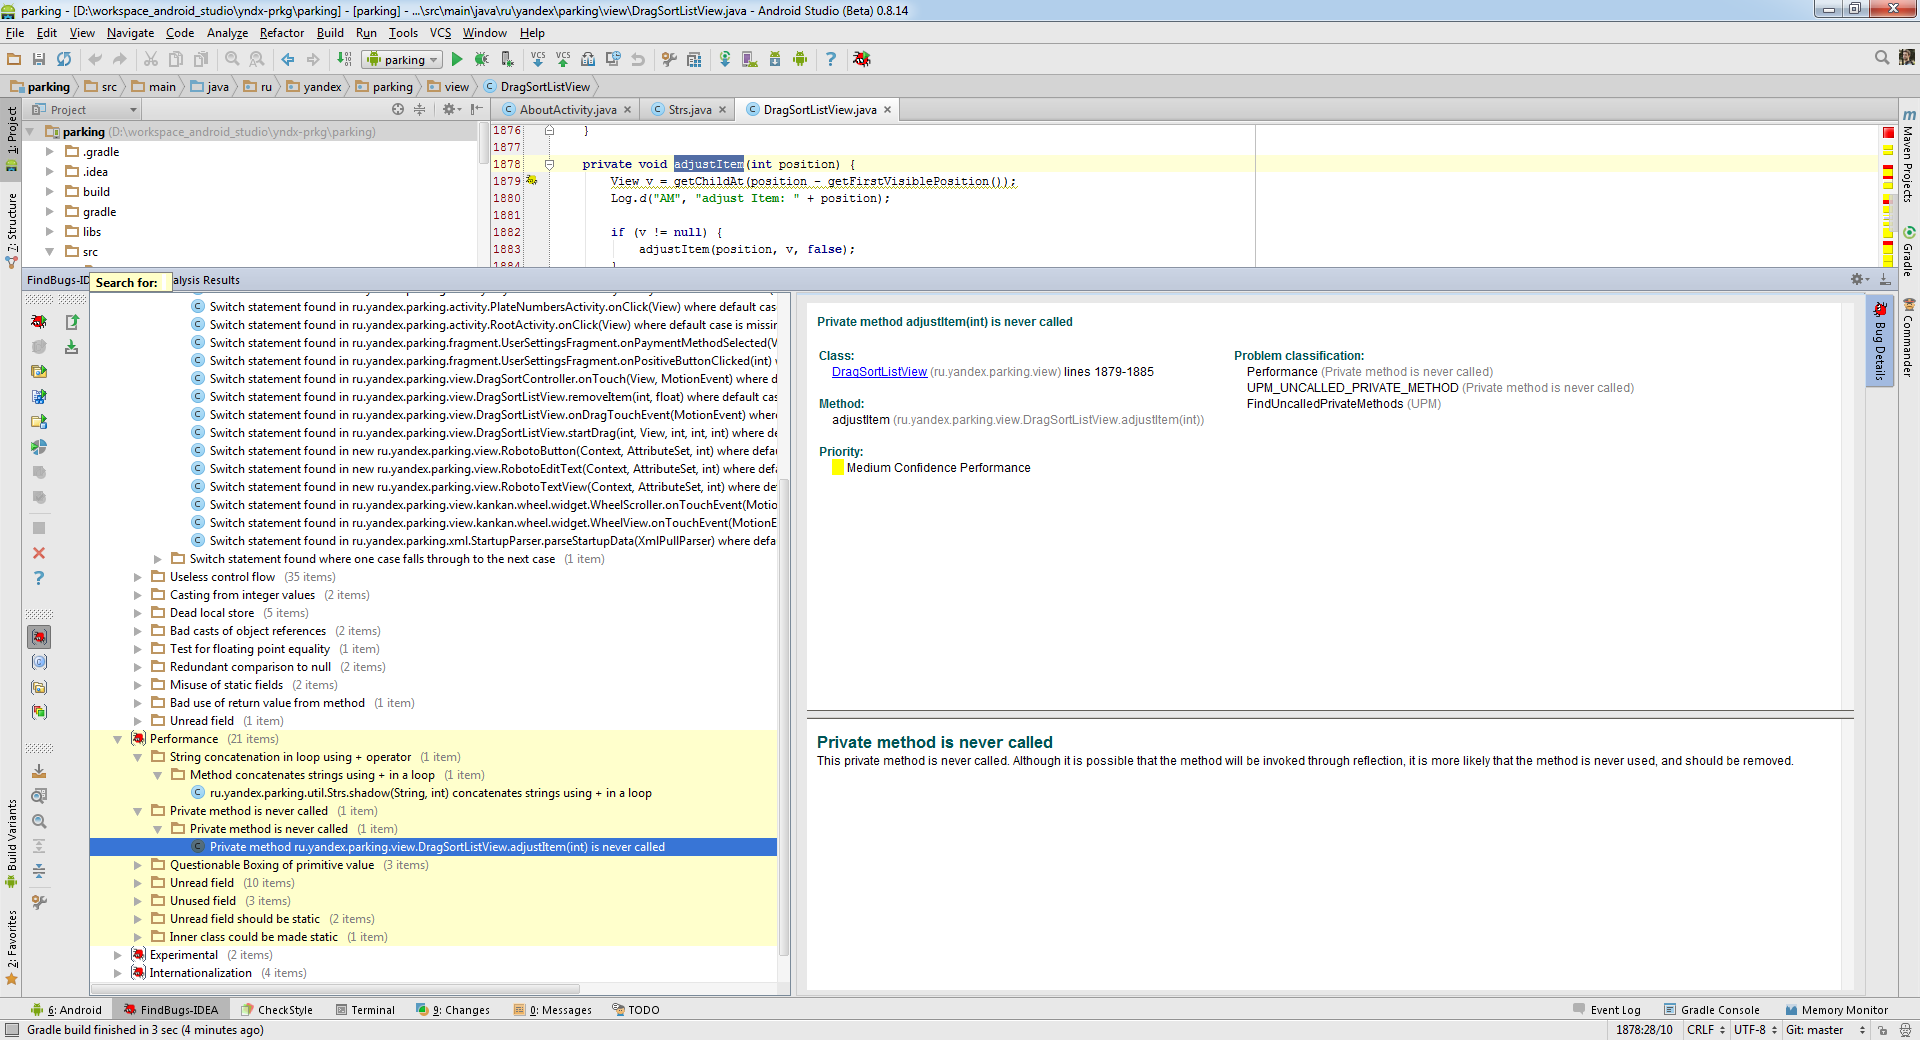 parking - [D:\workspace_android_studio\yndx-prkg\parking] - [parking] - ...\src\main\java\ru\yandex\parking\view\DragSortListView.java - Android Studio (Beta) 0.8.14
File Edit View Navigate Code Analyze Refactor Build Run Tools VCS Window Help
parking
parking src main java ru yandex parking view DragSortListView
Project
AboutActivity.java Strs.java DragSortListView.java
parking (D:\workspace_android_studio\yndx-prkg\parking)
.gradle
.idea
build
gradle
libs
src
1876 }
1877
1878 private void adjustItem(int position) {
1879 View v = getChildAt(position - getFirstVisiblePosition());
1880 Log.d("AM", "adjust Item: " + position);
1881
1882 if (v != null) {
1883 adjustItem(position, v, false);
1884 }
1: Project
7: Structure
Build Variants
2: Favorites
Maven Projects
Gradle
Commander
Bug Details
FindBugs-ID
Search for:
alysis Results
Switch statement found in ru.yandex.parking.activity.PlateNumbersActivity.onClick(View) where default cas
Switch statement found in ru.yandex.parking.activity.RootActivity.onClick(View) where default case is missin
Switch statement found in ru.yandex.parking.fragment.UserSettingsFragment.onPaymentMethodSelected(V
Switch statement found in ru.yandex.parking.fragment.UserSettingsFragment.onPositiveButtonClicked(int) w
Switch statement found in ru.yandex.parking.view.DragSortController.onTouch(View, MotionEvent) where d
Switch statement found in ru.yandex.parking.view.DragSortListView.removeItem(int, float) where default cas
Switch statement found in ru.yandex.parking.view.DragSortListView.onDragTouchEvent(MotionEvent) where
Switch statement found in ru.yandex.parking.view.DragSortListView.startDrag(int, View, int, int, int) where de
Switch statement found in new ru.yandex.parking.view.RobotoButton(Context, AttributeSet, int) where defau
Switch statement found in new ru.yandex.parking.view.RobotoEditText(Context, AttributeSet, int) where defa
Switch statement found in new ru.yandex.parking.view.RobotoTextView(Context, AttributeSet, int) where def
Switch statement found in ru.yandex.parking.view.kankan.wheel.widget.WheelScroller.onTouchEvent(Motion
Switch statement found in ru.yandex.parking.view.kankan.wheel.widget.WheelView.onTouchEvent(MotionE
Switch statement found in ru.yandex.parking.xml.StartupParser.parseStartupData(XmlPullParser) where defa
Switch statement found where one case falls through to the next case (1 item)
Useless control flow (35 items)
Casting from integer values (2 items)
Dead local store (5 items)
Bad casts of object references (2 items)
Test for floating point equality (1 item)
Redundant comparison to null (2 items)
Misuse of static fields (2 items)
Bad use of return value from method (1 item)
Unread field (1 item)
Performance (21 items)
String concatenation in loop using + operator (1 item)
Method concatenates strings using + in a loop (1 item)
ru.yandex.parking.util.Strs.shadow(String, int) concatenates strings using + in a loop
Private method is never called (1 item)
Private method is never called (1 item)
Private method ru.yandex.parking.view.DragSortListView.adjustItem(int) is never called
Questionable Boxing of primitive value (3 items)
Unread field (10 items)
Unused field (3 items)
Unread field should be static (2 items)
Inner class could be made static (1 item)
Experimental (2 items)
Internationalization (4 items)
Private method adjustItem(int) is never called
Class:
DragSortListView (ru.yandex.parking.view) lines 1879-1885
Method:
adjustItem (ru.yandex.parking.view.DragSortListView.adjustItem(int))
Priority:
Medium Confidence Performance
Problem classification:
Performance (Private method is never called)
UPM_UNCALLED_PRIVATE_METHOD (Private method is never called)
FindUncalledPrivateMethods (UPM)
Private method is never called
This private method is never called. Although it is possible that the method will be invoked through reflection, it is more likely that the method is never used, and should be removed.
6: Android FindBugs-IDEA CheckStyle Terminal 9: Changes 0: Messages TODO Event Log Gradle Console Memory Monitor
Gradle build finished in 3 sec (4 minutes ago) 1878:28/10 CRLF UTF-8 Git: master